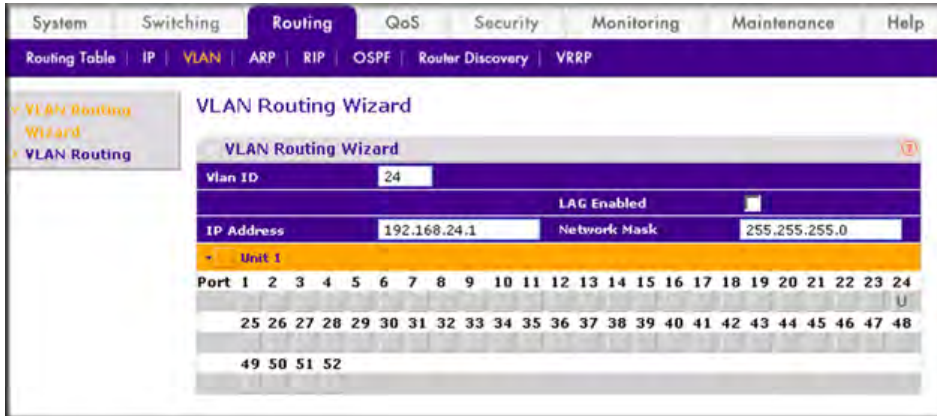 System Switching Routing QoS Security Monitoring Maintenance Help
Routing Table | IP | VLAN | ARP | RIP | OSPF | Router Discovery | VRRP
VLAN Routing Wizard
VLAN Routing
VLAN Routing Wizard
VLAN Routing Wizard
Vlan ID 24
LAG Enabled
IP Address 192.168.24.1 Network Mask 255.255.255.0
Unit 1
Port 1 2 3 4 5 6 7 8 9 10 11 12 13 14 15 16 17 18 19 20 21 22 23 24
U
25 26 27 28 29 30 31 32 33 34 35 36 37 38 39 40 41 42 43 44 45 46 47 48
49 50 51 52